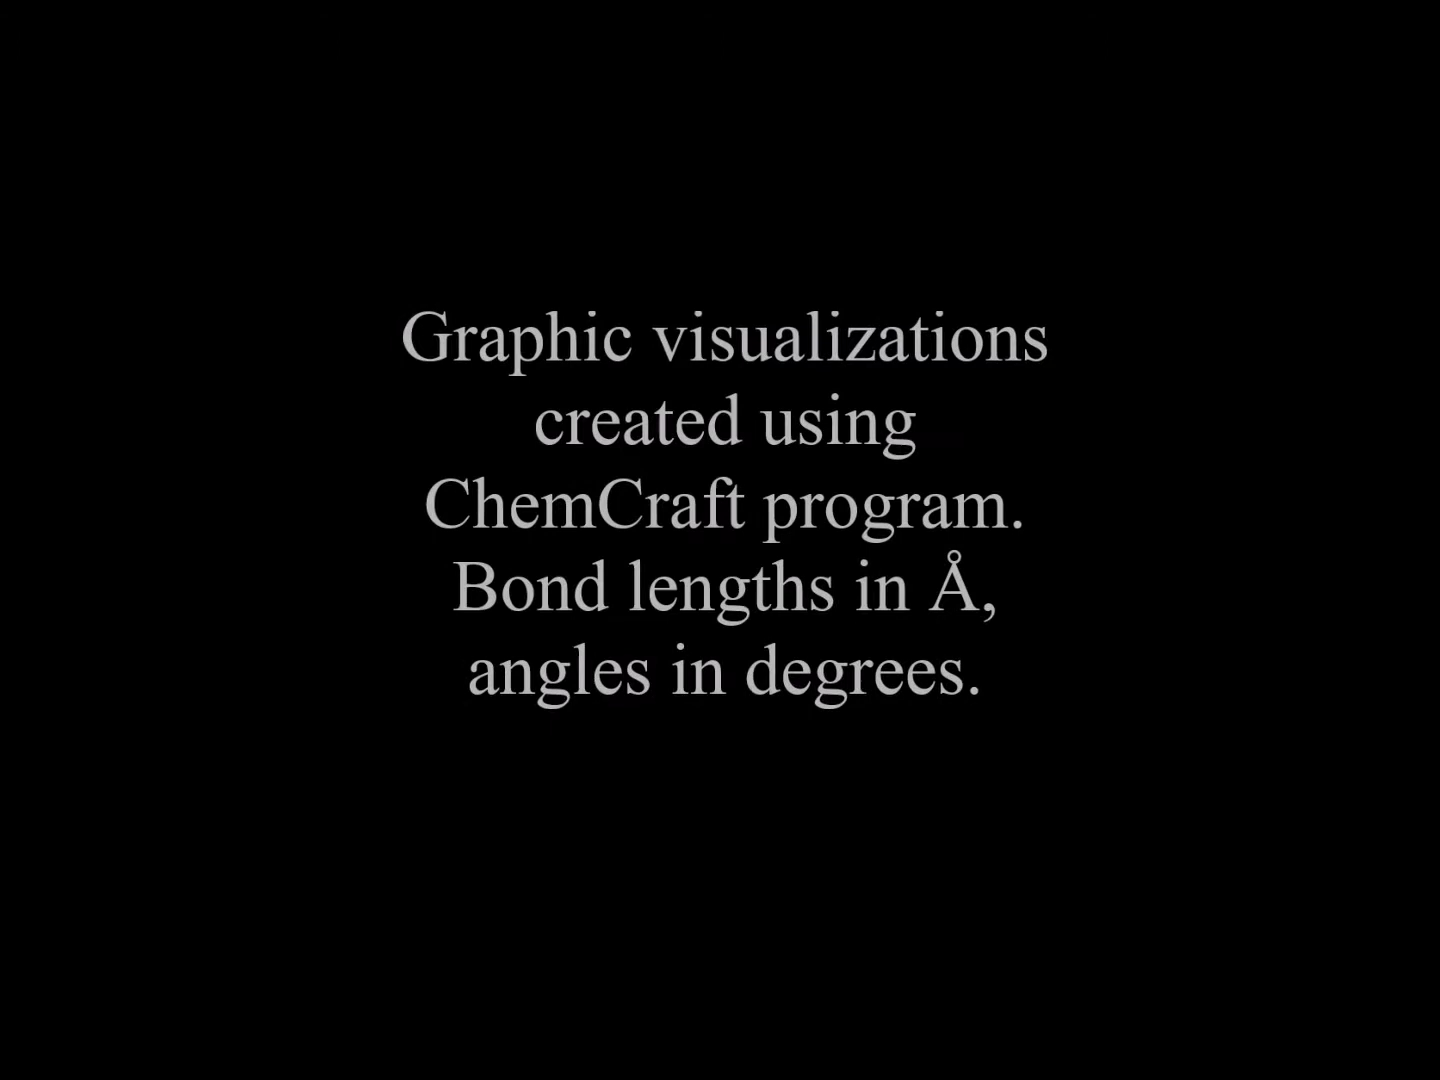 Graphic visualizations
created using
ChemCraft program.
Bond lengths in Å,
angles in degrees.